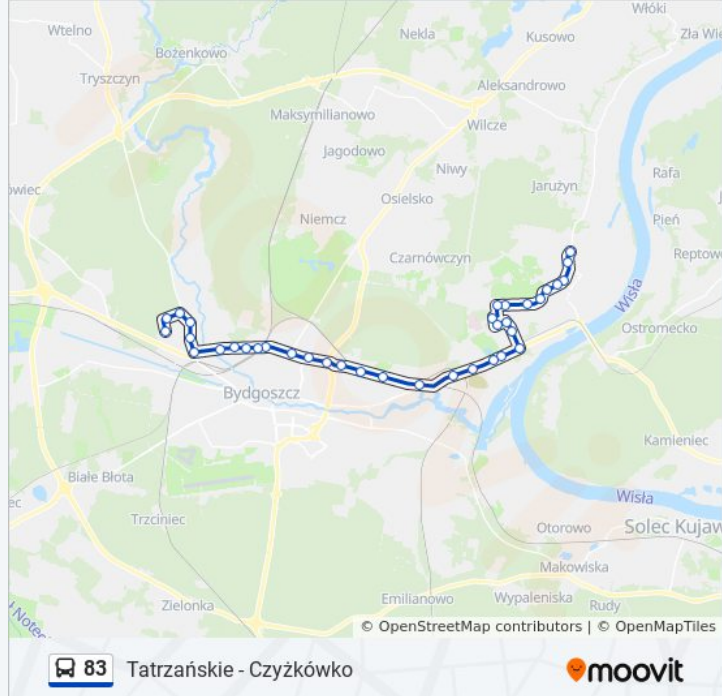 Włóki
Wtelno
Nekla
Kusowo
Zła Wie
Bożenkowo
Tryszczyn
Aleksandrowo
Maksymilianowo
Wilcze
Jagodowo
Niwy
Rafa
owiec
Jarużyn
Osielsko
Pień
Niemcz
Czarnówczyn
Reptowo
Wisła
Ostromecko
Bydgoszcz
Kamieniec
Białe Błota
Wisła
ec
Trzciniec
Otorowo
Solec Kujaw
Makowiska
Emilianowo
Wypaleniska
Zielonka
Rudy
Note
© OpenStreetMap contributors | © OpenMapTiles
83 Tatrzańskie - Czyżkówko
moovit